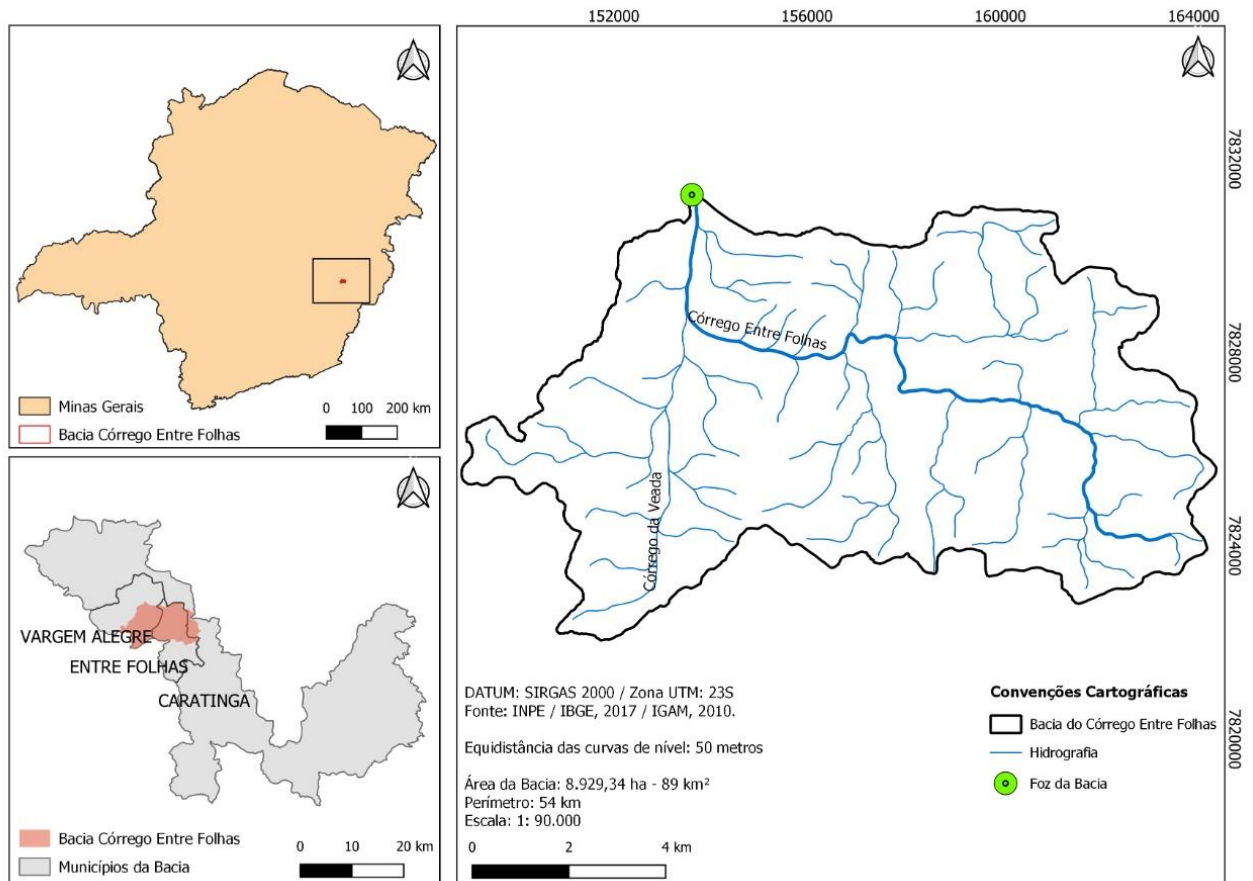 Minas Gerais
Bacia Córrego Entre Folhas
0 100 200 km
VARGEM ALEGRE
ENTRE FOLHAS
CARATINGA
Bacia Córrego Entre Folhas
Municípios da Bacia
0 10 20 km
152000 156000 160000 164000
7832000
7828000
7824000
7820000
Córrego Entre Folhas
Córrego da Veada
DATUM: SIRGAS 2000 / Zona UTM: 23S
Fonte: INPE / IBGE, 2017 / IGAM, 2010.
Equidistância das curvas de nível: 50 metros
Área da Bacia: 8.929,34 ha - 89 km²
Perímetro: 54 km
Escala: 1: 90.000
0 2 4 km
Convenções Cartográficas
Bacia do Córrego Entre Folhas
Hidrografia
Foz da Bacia